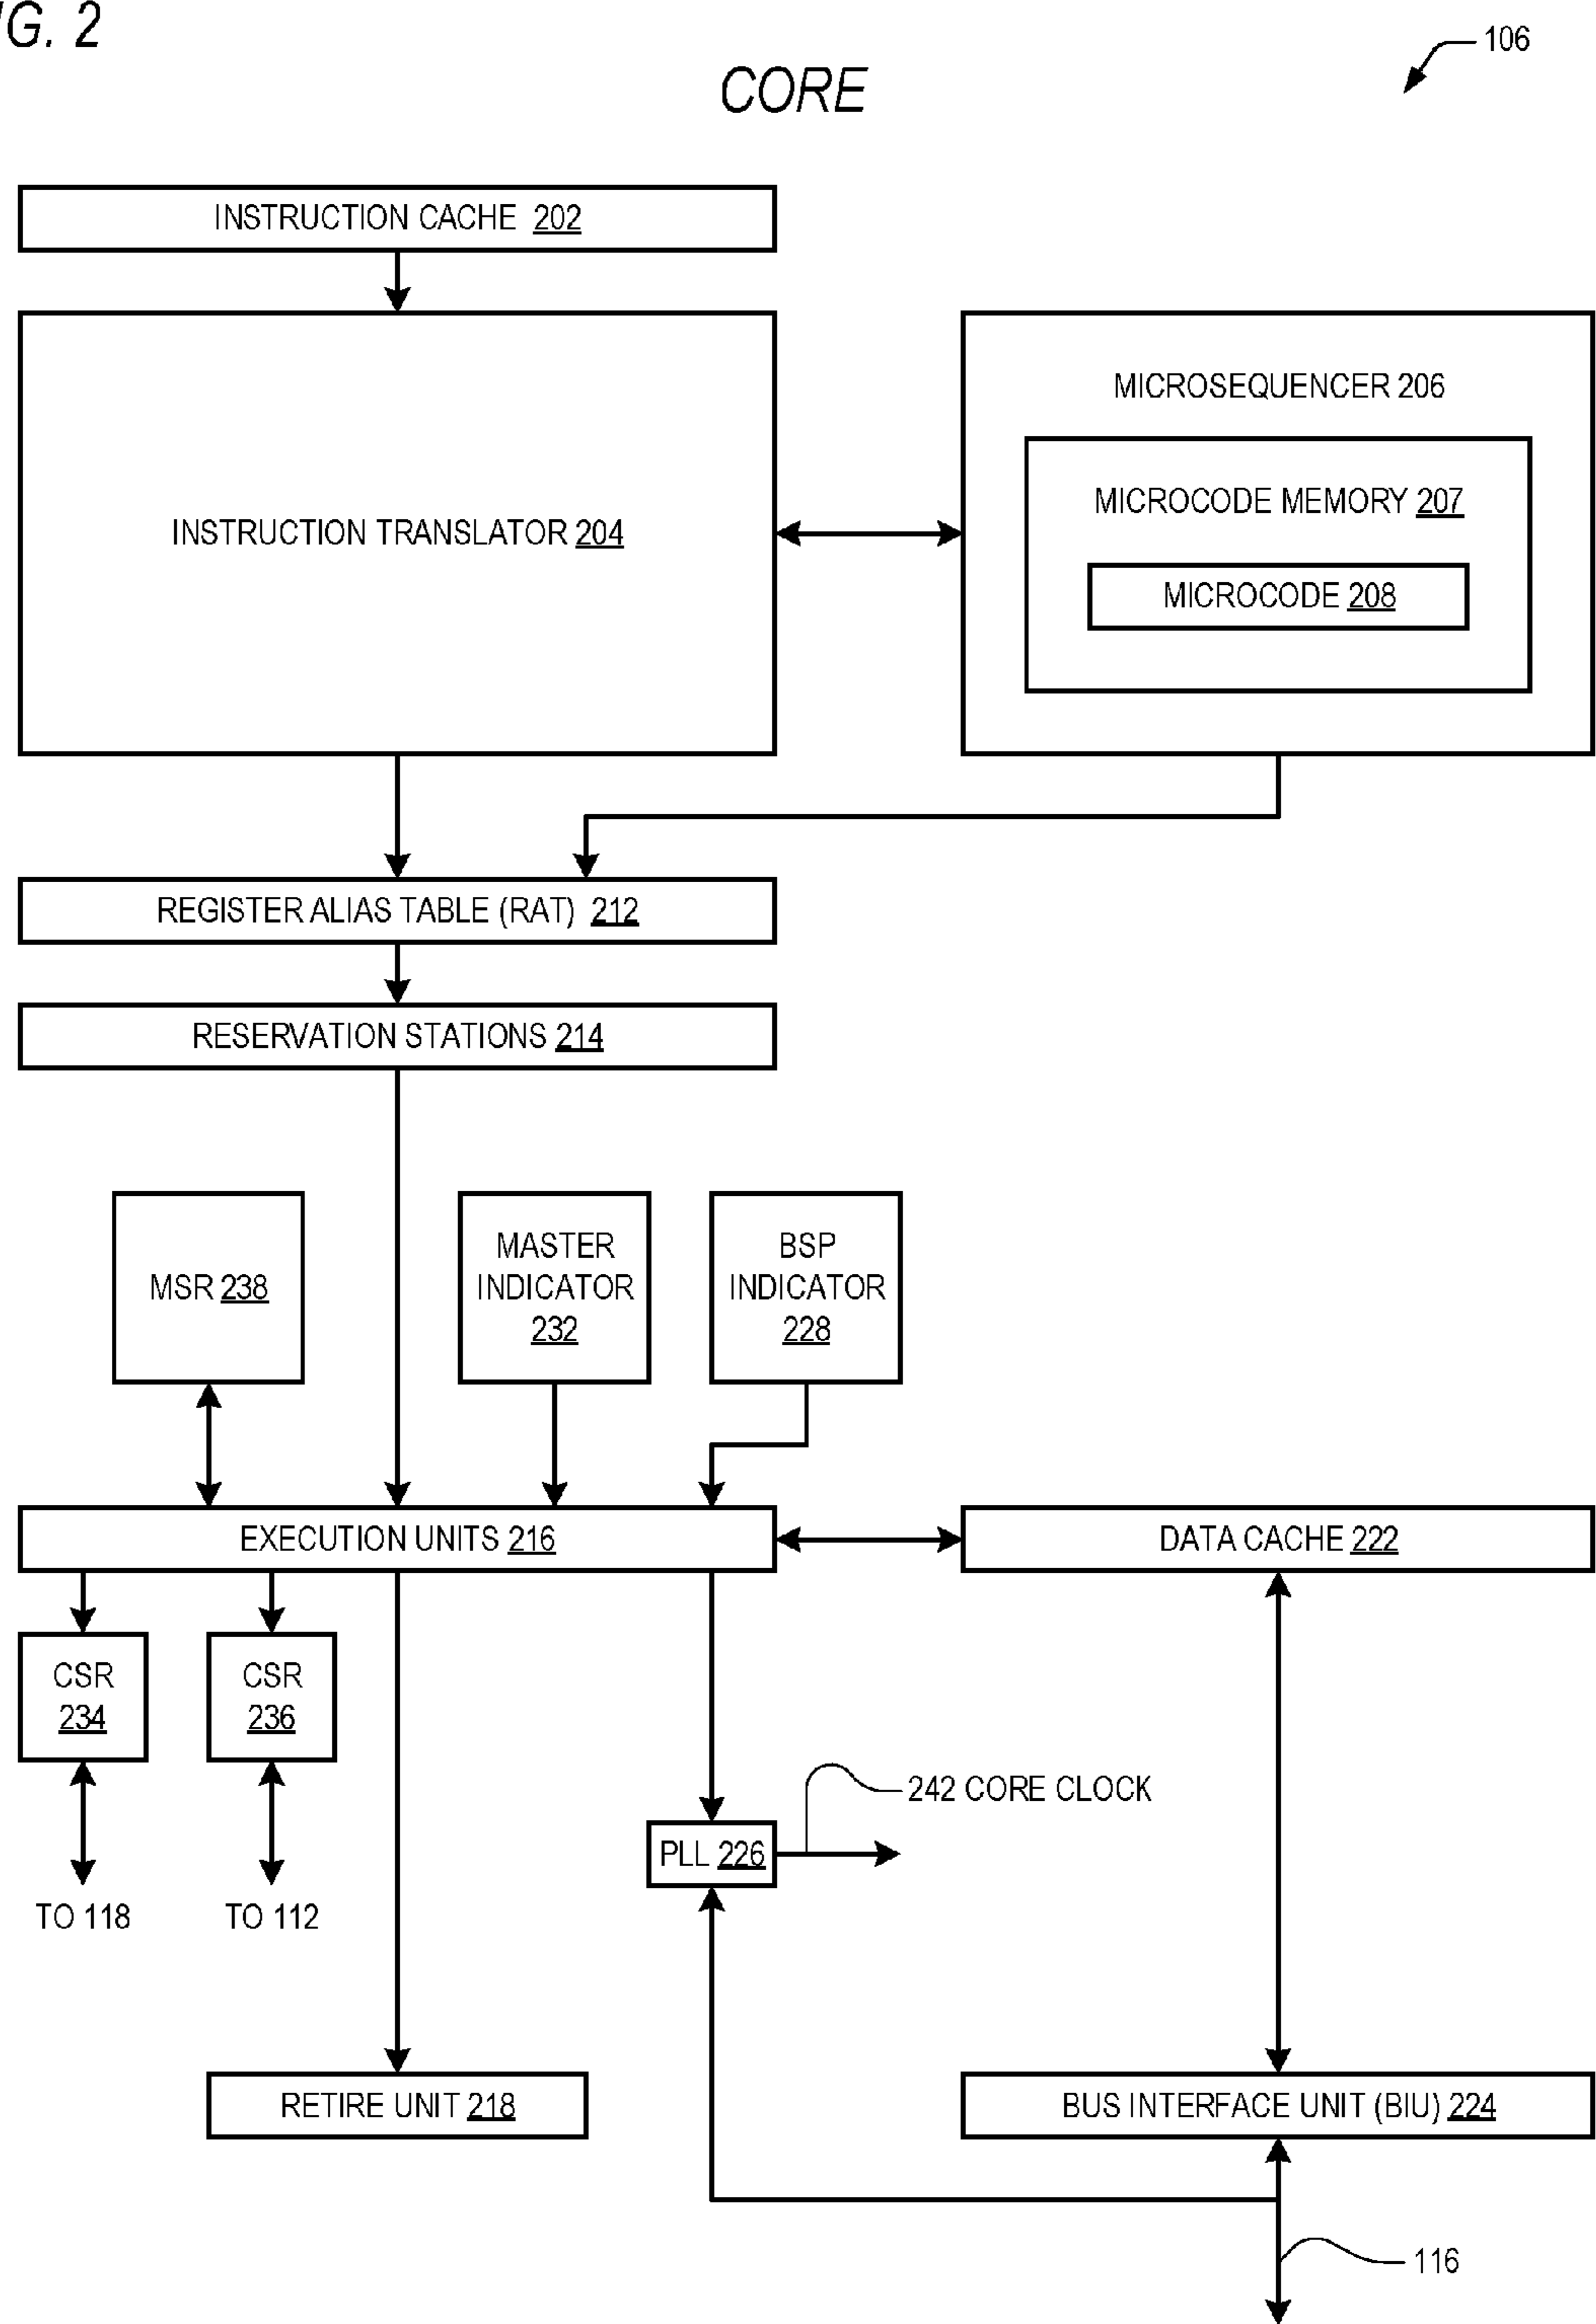 G. 2
106
CORE
INSTRUCTION CACHE 202
MICROSEQUENCER 206
MICROCODE MEMORY 207
INSTRUCTION TRANSLATOR 204
MICROCODE 208
REGISTER ALIAS TABLE (RAT) 212
RESERVATION STATIONS 214
MSR 238
MASTER
INDICATOR
232
BSP
INDICATOR
228
EXECUTION UNITS 216
DATA CACHE 222
CSR
234
CSR
236
242 CORE CLOCK
PLL 226
TO 118
TO 112
RETIRE UNIT 218
BUS INTERFACE UNIT (BIU) 224
116